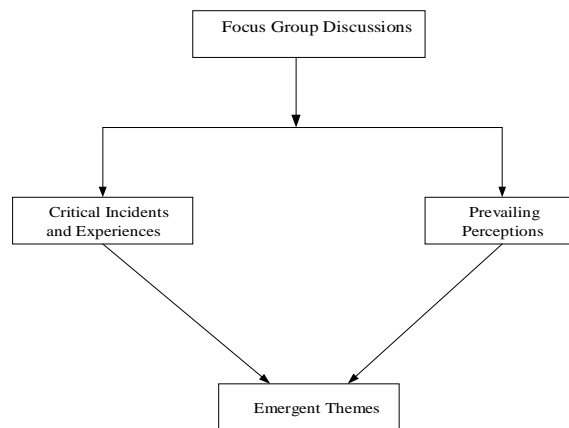 Focus Group Discussions
Critical Incidents
and Experiences
Prevailing
Perceptions
Emergent Themes